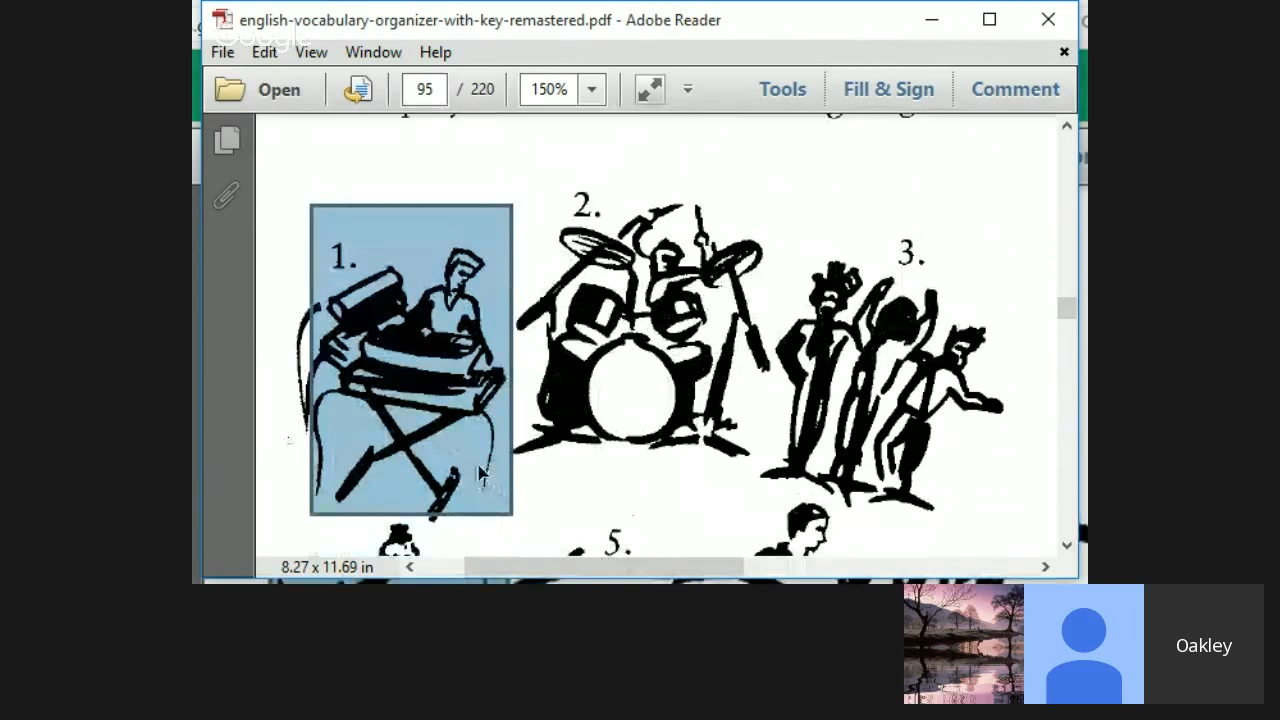 english-vocabulary-organizer-with-key-remastered.pdf - Adobe Reader
Google
File Edit View Window Help
Open 95 / 220 150% Tools Fill & Sign Comment
2.
1.
3.
5.
8.27 x 11.69 in
Oakley